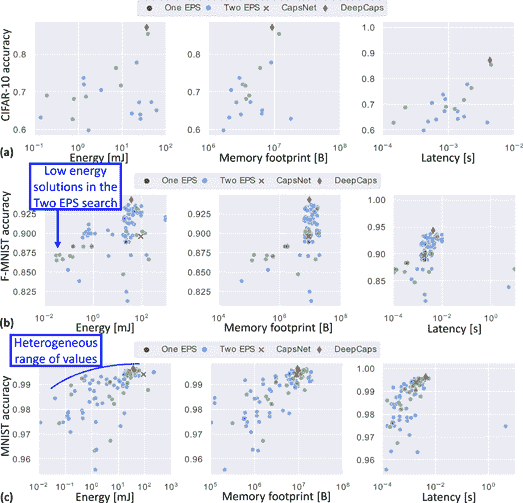 One EPS Two EPS CapsNet DeepCaps
CIFAR-10 accuracy
0.8
0.7
0.6
10⁻¹ 10⁰ 10¹ 10²
Energy [mJ]
0.8
0.7
0.6
10⁶ 10⁷ 10⁸
Memory footprint [B]
1.0
0.8
0.6
10⁻⁴ 10⁻³ 10⁻²
Latency [s]
(a)
Low energy
solutions in the
Two EPS search
One EPS Two EPS CapsNet DeepCaps
F-MNIST accuracy
0.925
0.900
0.875
0.850
0.825
10⁻² 10⁰ 10²
Energy [mJ]
0.925
0.900
0.875
0.850
0.825
10⁴ 10⁶ 10⁸
Memory footprint [B]
1.00
0.95
0.90
0.85
10⁻⁴ 10⁻² 10⁰
Latency [s]
(b)
Heterogeneous
range of values
One EPS Two EPS CapsNet DeepCaps
MNIST accuracy
0.99
0.98
0.97
0.96
10⁻² 10⁻¹ 10⁰ 10¹ 10² 10³
Energy [mJ]
0.99
0.98
0.97
0.96
10⁵ 10⁶ 10⁷ 10⁸
Memory footprint [B]
1.00
0.99
0.98
0.97
0.96
0.95
10⁻⁴ 10⁻² 10⁰
Latency [s]
(c)